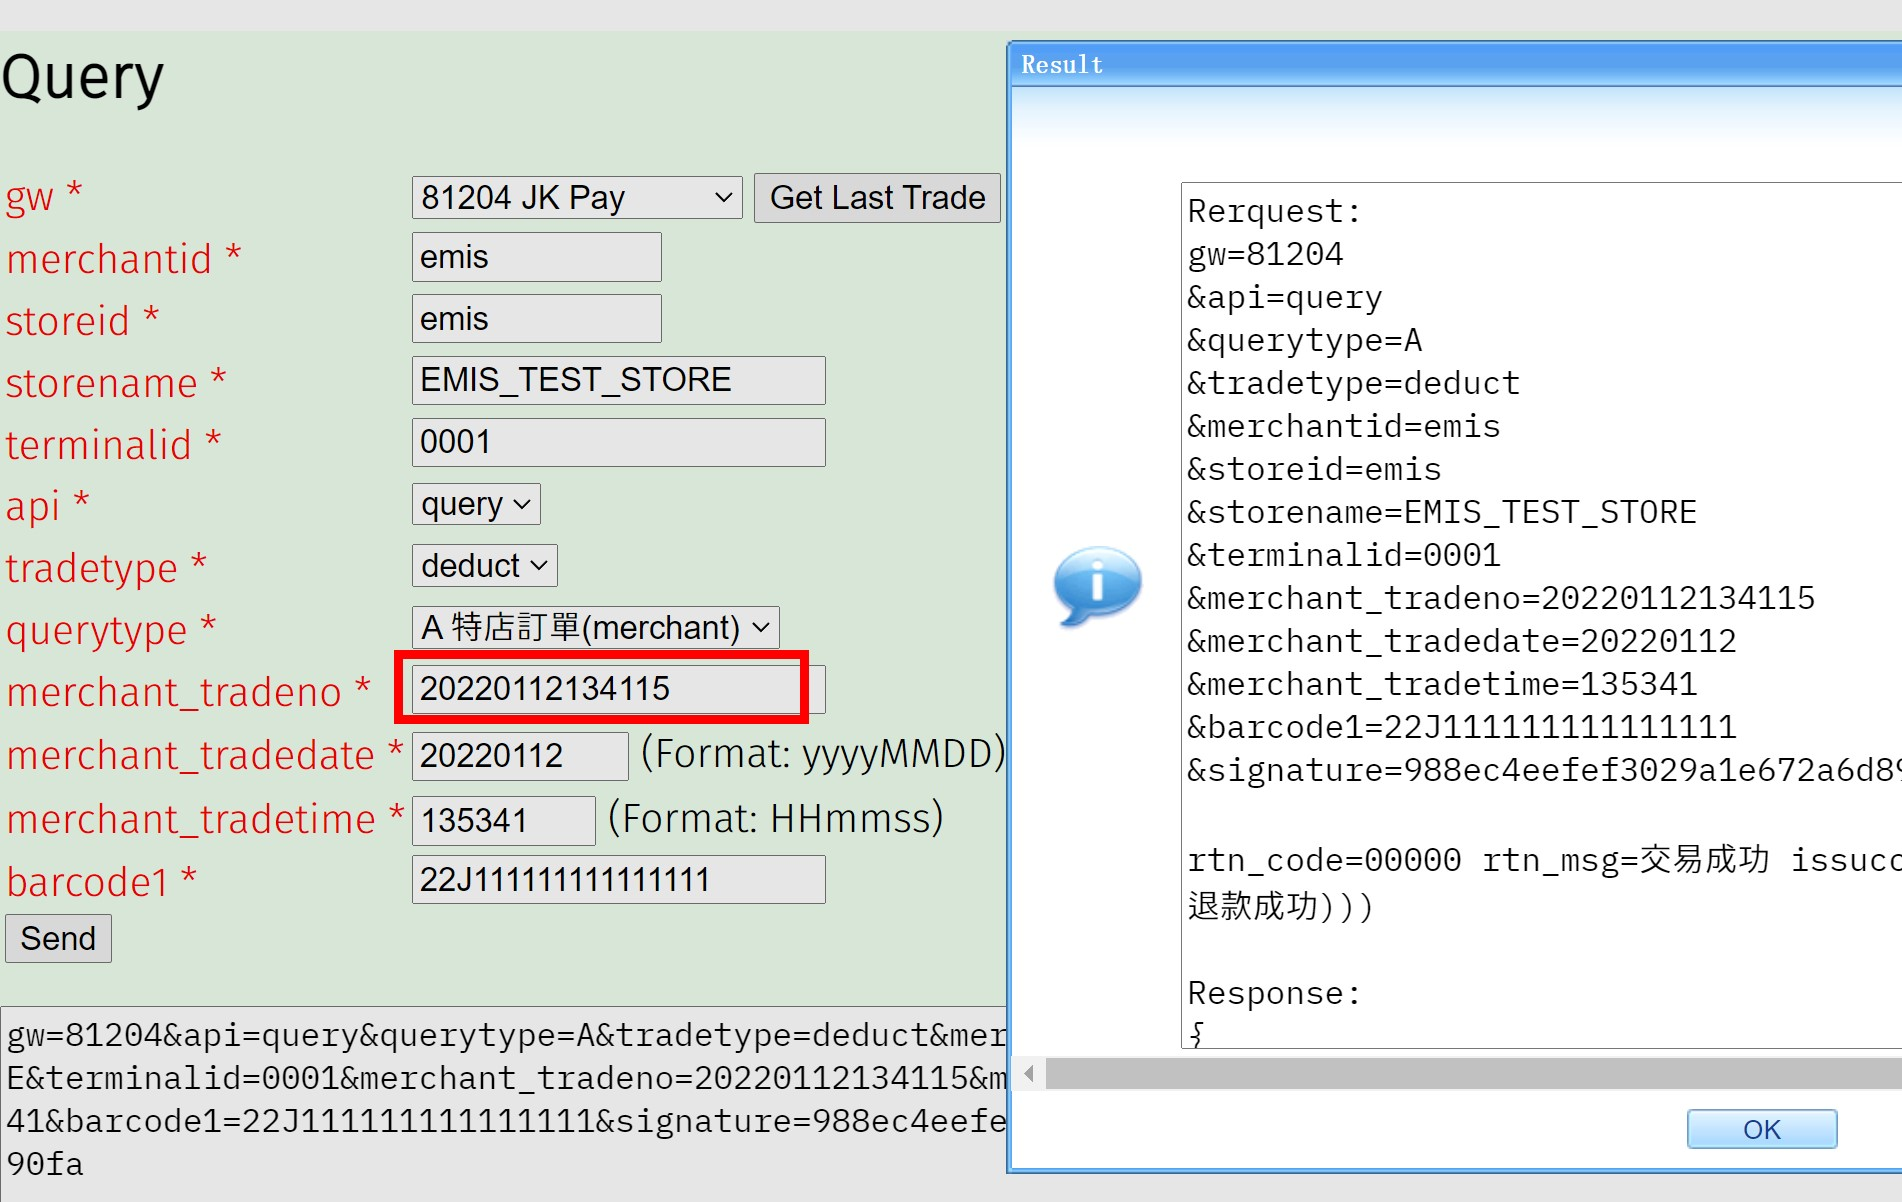 Query
gw *
81204 JK Pay
Get Last Trade
merchantid *
emis
storeid *
emis
storename *
EMIS_TEST_STORE
terminalid *
0001
api *
query
tradetype *
deduct
querytype *
A 特店訂單(merchant)
merchant_tradeno *
20220112134115
merchant_tradedate *
20220112
(Format: yyyyMMDD)
merchant_tradetime *
135341
(Format: HHmmss)
barcode1 *
22J111111111111111
Send
gw=81204&api=query&querytype=A&tradetype=deduct&mer
E&terminalid=0001&merchant_tradeno=20220112134115&m
41&barcode1=22J111111111111111&signature=988ec4eefe
90fa
Result
Rerquest:
gw=81204
&api=query
&querytype=A
&tradetype=deduct
&merchantid=emis
&storeid=emis
&storename=EMIS_TEST_STORE
&terminalid=0001
&merchant_tradeno=20220112134115
&merchant_tradedate=20220112
&merchant_tradetime=135341
&barcode1=22J111111111111111
&signature=988ec4eefef3029a1e672a6d89
rtn_code=00000 rtn_msg=交易成功 issucc
退款成功)))
Response:
{
OK